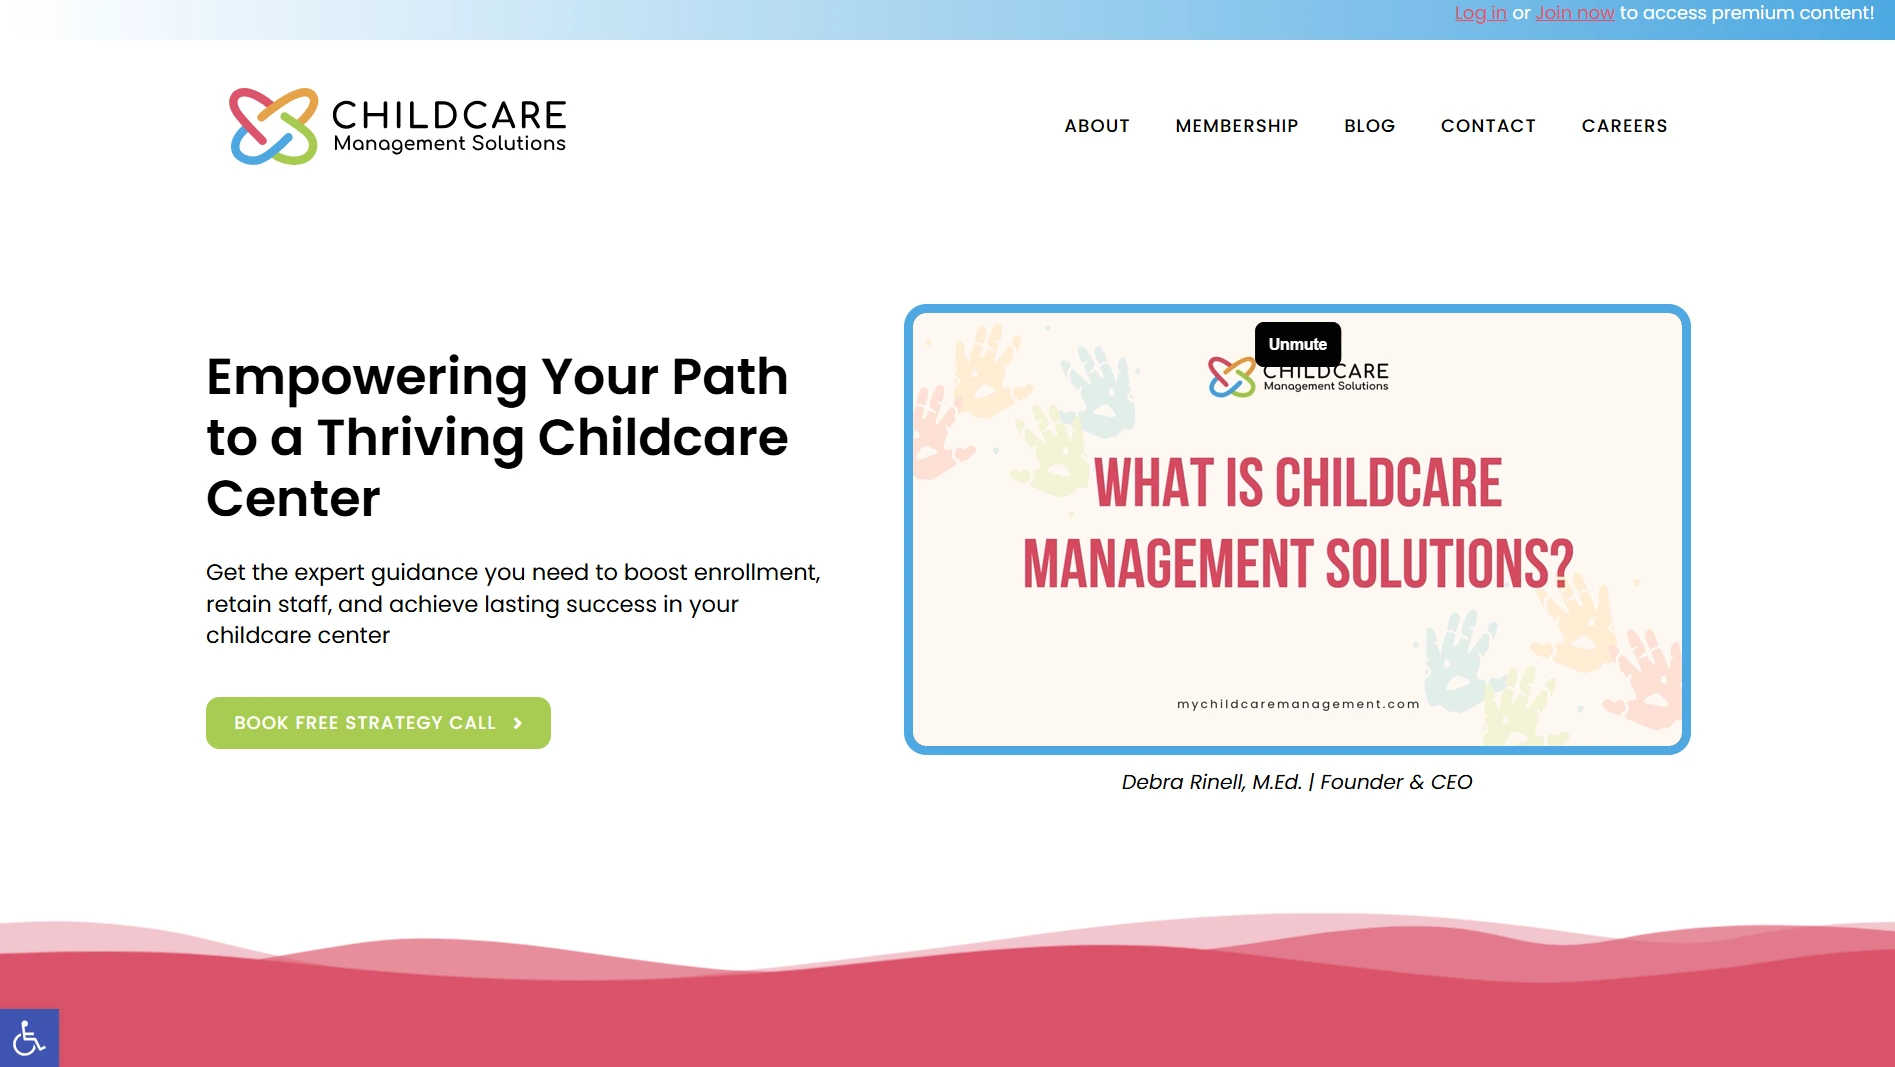 Log in or Join now to access premium content!
CHILDCARE
Management Solutions
ABOUT
MEMBERSHIP
BLOG
CONTACT
CAREERS
Empowering Your Path
to a Thriving Childcare
Center
Get the expert guidance you need to boost enrollment,
retain staff, and achieve lasting success in your
childcare center
BOOK FREE STRATEGY CALL
Unmute
CHILDCARE
Management Solutions
WHAT IS CHILDCARE
MANAGEMENT SOLUTIONS?
mychildcaremanagement.com
Debra Rinell, M.Ed. | Founder & CEO